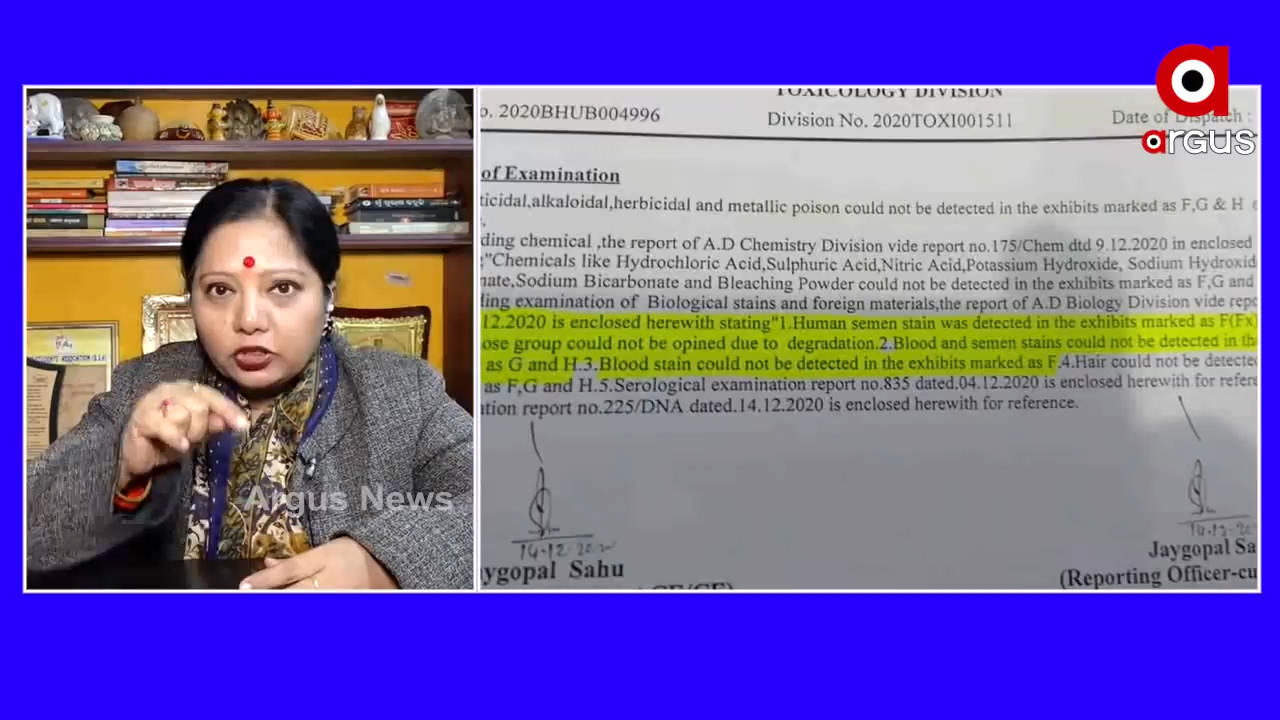 argus
TOXICOLOGY DIVISION
o. 2020BHUB004996
Division No. 2020TOXI001511
Date of Dispatch :
of Examination
ticidal,alkaloidal,herbicidal and metallic poison could not be detected in the exhibits marked as F,G & H
ding chemical ,the report of A.D Chemistry Division vide report no.175/Chem dtd 9.12.2020 in enclosed
;"Chemicals like Hydrochloric Acid,Sulphuric Acid,Nitric Acid,Potassium Hydroxide, Sodium Hydroxid
nate,Sodium Bicarbonate and Bleaching Powder could not be detected in the exhibits marked as F,G and
ding examination of Biological stains and foreign materials,the report of A.D Biology Division vide repo
12.2020 is enclosed herewith stating"1.Human semen stain was detected in the exhibits marked as F(Fx)
ose group could not be opined due to degradation.2.Blood and semen stains could not be detected in th
as G and H.3.Blood stain could not be detected in the exhibits marked as F.4.Hair could not be detecte
as F,G and H.5.Serological examination report no.835 dated.04.12.2020 is enclosed herewith for refere
tion report no.225/DNA dated.14.12.2020 is enclosed herewith for reference.
14-12-2020
14-12-20
aygopal Sahu
Jaygopal Sa
(Reporting Officer-cu
Argus News